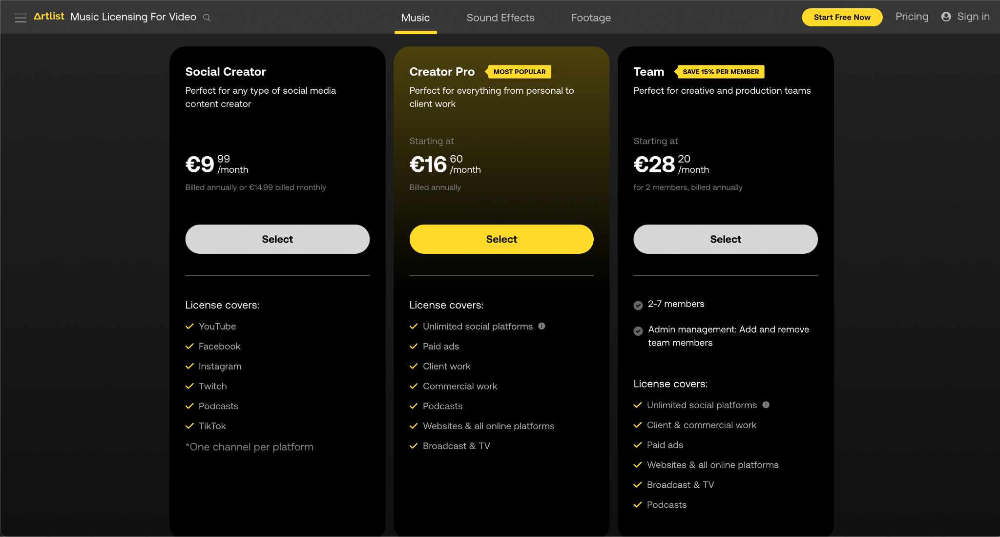 Artlist Music Licensing For Video
Music Sound Effects Footage
Start Free Now Pricing Sign in
Social Creator
Perfect for any type of social media
content creator
€9 99
/month
Billed annually or €14.99 billed monthly
Select
License covers:
YouTube
Facebook
Instagram
Twitch
Podcasts
TikTok
*One channel per platform
Creator Pro MOST POPULAR
Perfect for everything from personal to
client work
Starting at
€16 60
/month
Billed annually
Select
License covers:
Unlimited social platforms
Paid ads
Client work
Commercial work
Podcasts
Websites & all online platforms
Broadcast & TV
Team SAVE 15% PER MEMBER
Perfect for creative and production teams
Starting at
€28 20
/month
for 2 members, billed annually
Select
2-7 members
Admin management: Add and remove
team members
License covers:
Unlimited social platforms
Client & commercial work
Paid ads
Websites & all online platforms
Broadcast & TV
Podcasts